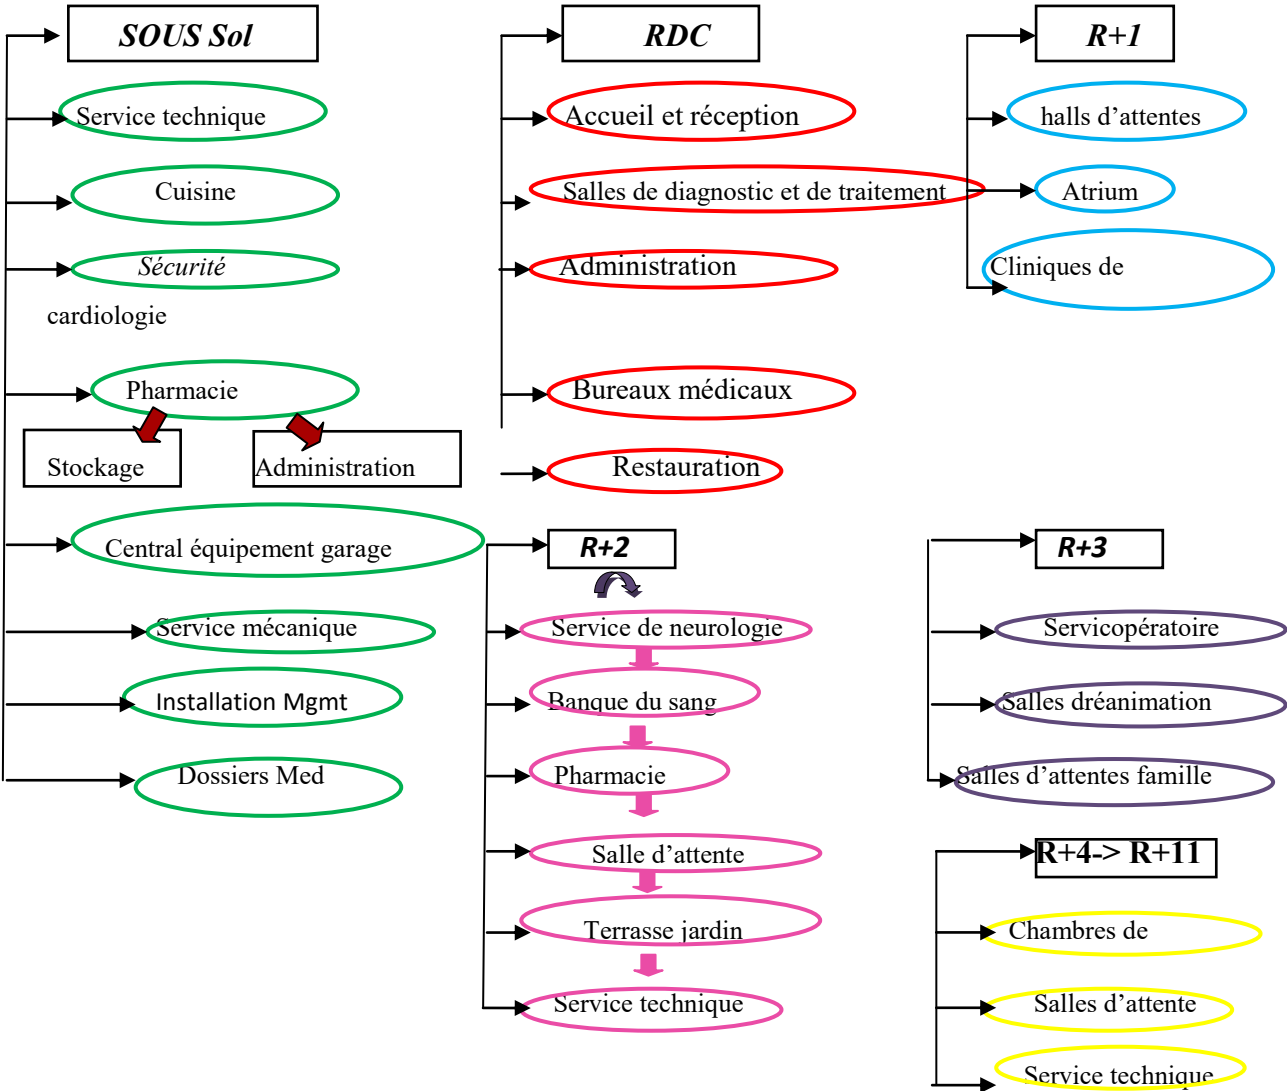 SOUS Sol
Service technique
Cuisine
Sécurité
cardiologie
Pharmacie
Stockage
Administration
Central équipement garage
Service mécanique
Installation Mgmt
Dossiers Med
RDC
Accueil et réception
Salles de diagnostic et de traitement
Administration
Bureaux médicaux
Restauration
R+1
halls d’attentes
Atrium
Cliniques de
R+2
Service de neurologie
Banque du sang
Pharmacie
Salle d’attente
Terrasse jardin
Service technique
R+3
Servicopératoire
Salles dréanimation
Salles d’attentes famille
R+4-> R+11
Chambres de
Salles d’attente
Service technique